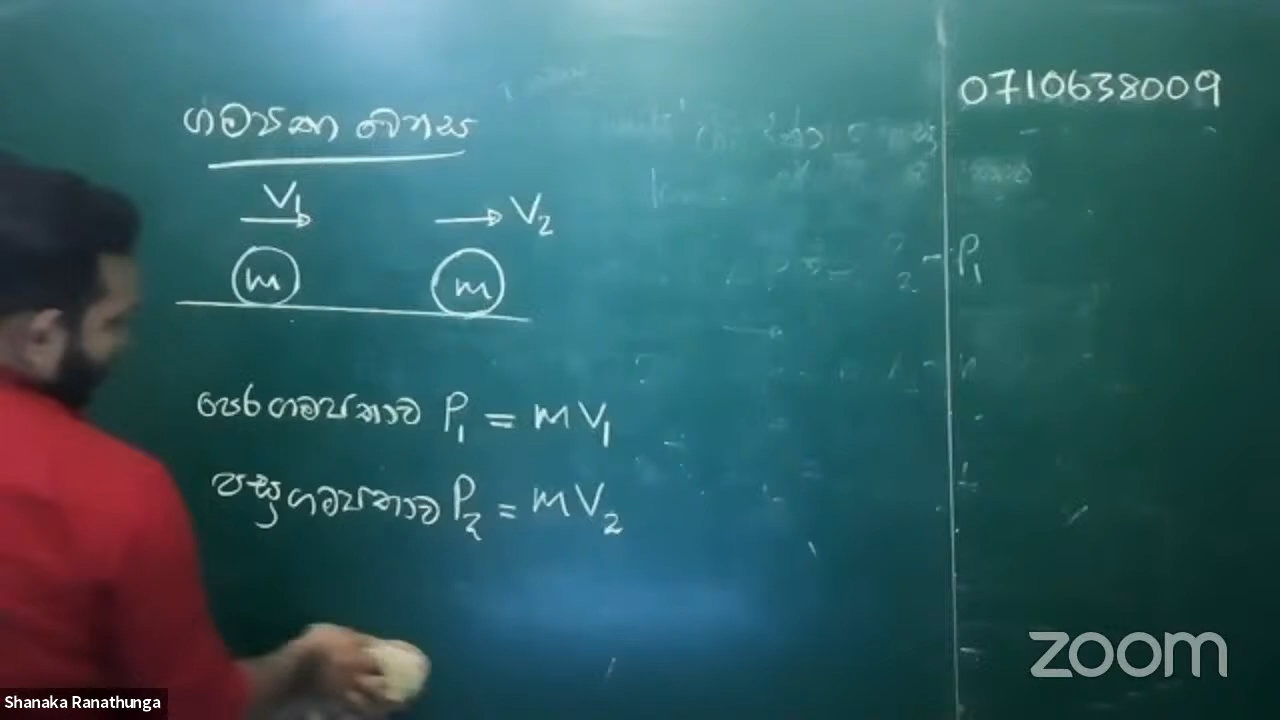 ගම්‍යතා වෙනස
V₁
V₂
m
m
පෙර ගම්‍යතාව P₁ = mV₁
පසු ගම්‍යතාව P₂ = mV₂
0710638009
₂ - P₁
zoom
Shanaka Ranathunga